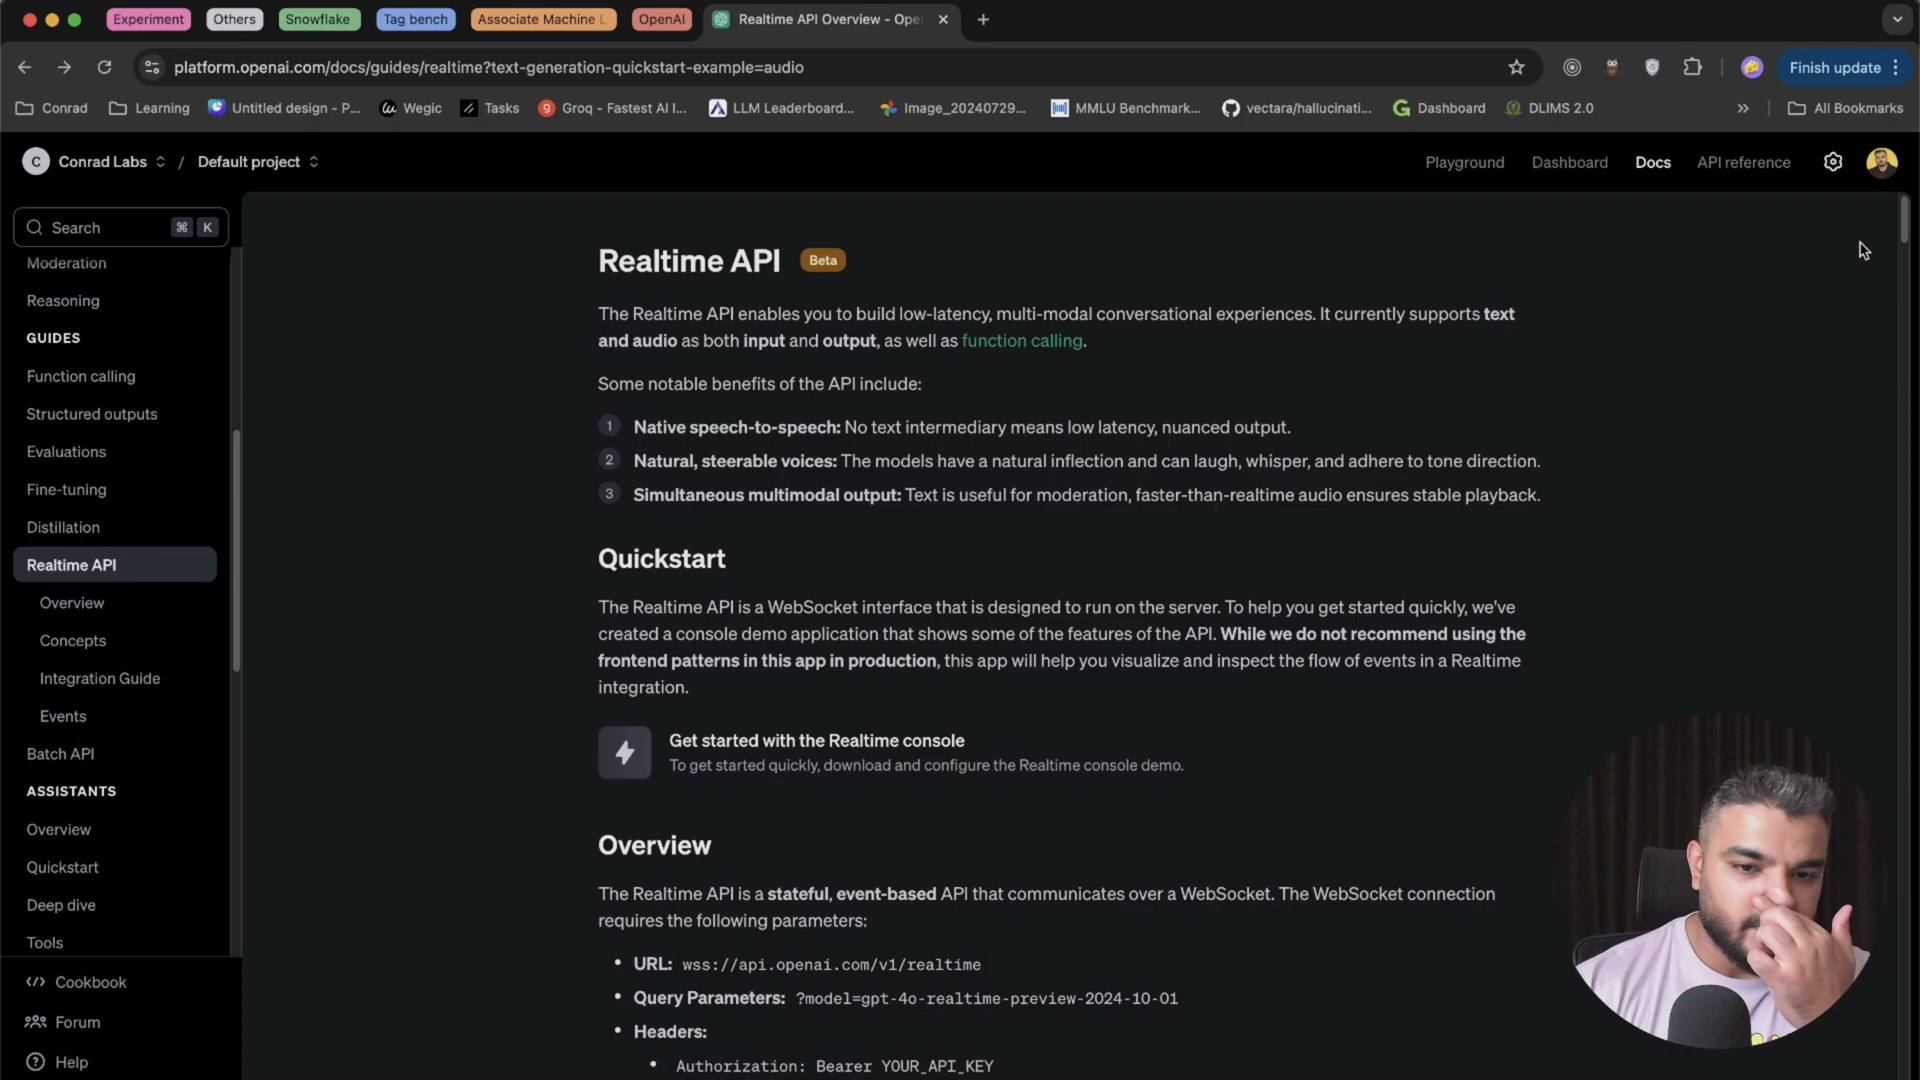 Experiment
Others
Snowflake
Tag bench
Associate Machine L
OpenAI
Realtime API Overview - Ope
platform.openai.com/docs/guides/realtime?text-generation-quickstart-example=audio
Finish update
Conrad
Learning
Untitled design - P...
Wegic
Tasks
Groq - Fastest AI I...
LLM Leaderboard...
Image_20240729...
MMLU Benchmark...
vectara/hallucinati...
Dashboard
DLIMS 2.0
All Bookmarks
C Conrad Labs / Default project
Playground
Dashboard
Docs
API reference
Search ⌘ K
Moderation
Reasoning
GUIDES
Function calling
Structured outputs
Evaluations
Fine-tuning
Distillation
Realtime API
Overview
Concepts
Integration Guide
Events
Batch API
ASSISTANTS
Overview
Quickstart
Deep dive
Tools
Cookbook
Forum
Help
Realtime API Beta
The Realtime API enables you to build low-latency, multi-modal conversational experiences. It currently supports text
and audio as both input and output, as well as function calling.
Some notable benefits of the API include:
1 Native speech-to-speech: No text intermediary means low latency, nuanced output.
2 Natural, steerable voices: The models have a natural inflection and can laugh, whisper, and adhere to tone direction.
3 Simultaneous multimodal output: Text is useful for moderation, faster-than-realtime audio ensures stable playback.
Quickstart
The Realtime API is a WebSocket interface that is designed to run on the server. To help you get started quickly, we've
created a console demo application that shows some of the features of the API. While we do not recommend using the
frontend patterns in this app in production, this app will help you visualize and inspect the flow of events in a Realtime
integration.
Get started with the Realtime console
To get started quickly, download and configure the Realtime console demo.
Overview
The Realtime API is a stateful, event-based API that communicates over a WebSocket. The WebSocket connection
requires the following parameters:
• URL: wss://api.openai.com/v1/realtime
• Query Parameters: ?model=gpt-4o-realtime-preview-2024-10-01
• Headers:
• Authorization: Bearer YOUR_API_KEY